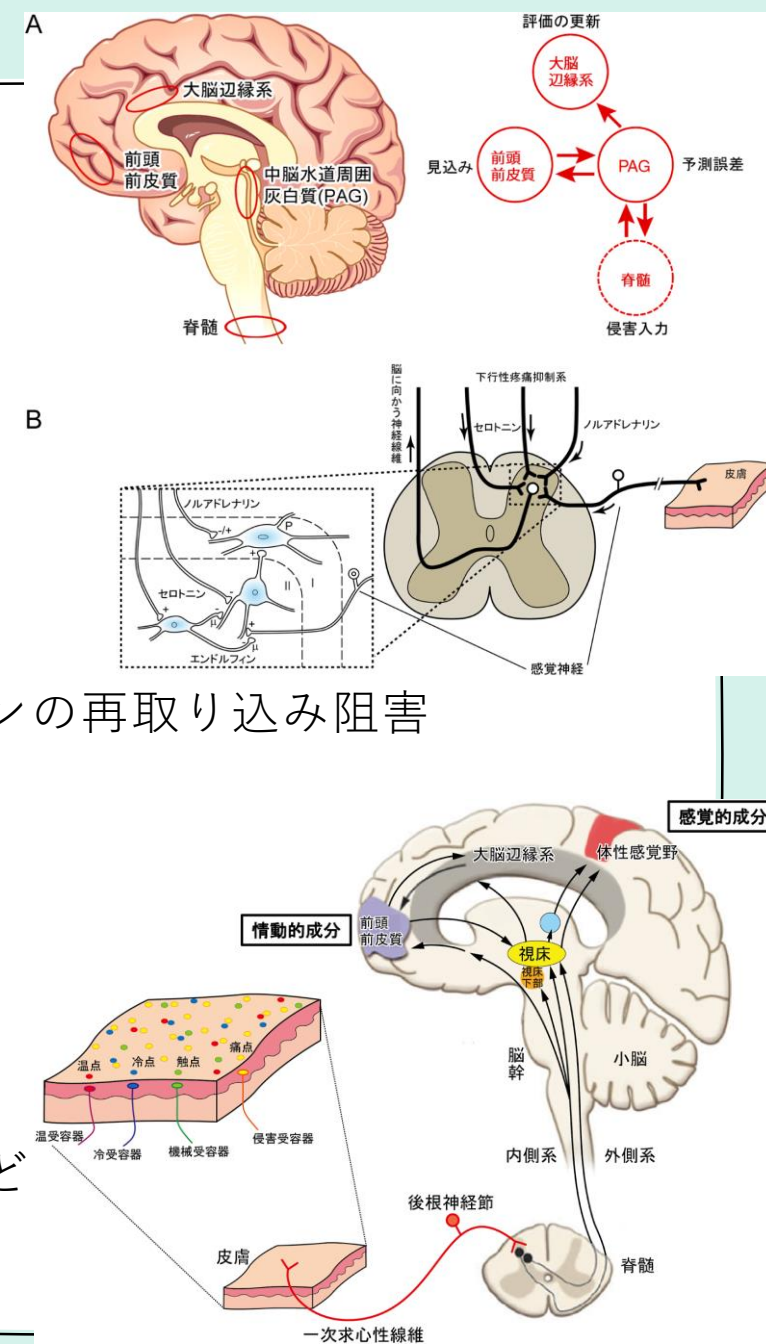 A
大脳辺縁系
前頭
前皮質
中脳水道周囲
灰白質(PAG)
脊髄
評価の更新
大脳
辺縁系
見込み
前頭
前皮質
PAG
予測誤差
脊髄
侵害入力
B
脳に向かう神経線維
下行性疼痛抑制系
セロトニン
ノルアドレナリン
皮膚
ノルアドレナリン
-/+
P
+
セロトニン
II
I
+
-
-
μ
+
-
μ
エンドルフィン
感覚神経
ンの再取り込み阻害
感覚的成分
大脳辺縁系
体性感覚野
情動的成分
前頭
前皮質
視床
視床
下部
脳幹
小脳
温点
冷点
触点
痛点
温受容器
冷受容器
機械受容器
侵害受容器
内側系
外側系
ど
後根神経節
皮膚
脊髄
一次求心性線維